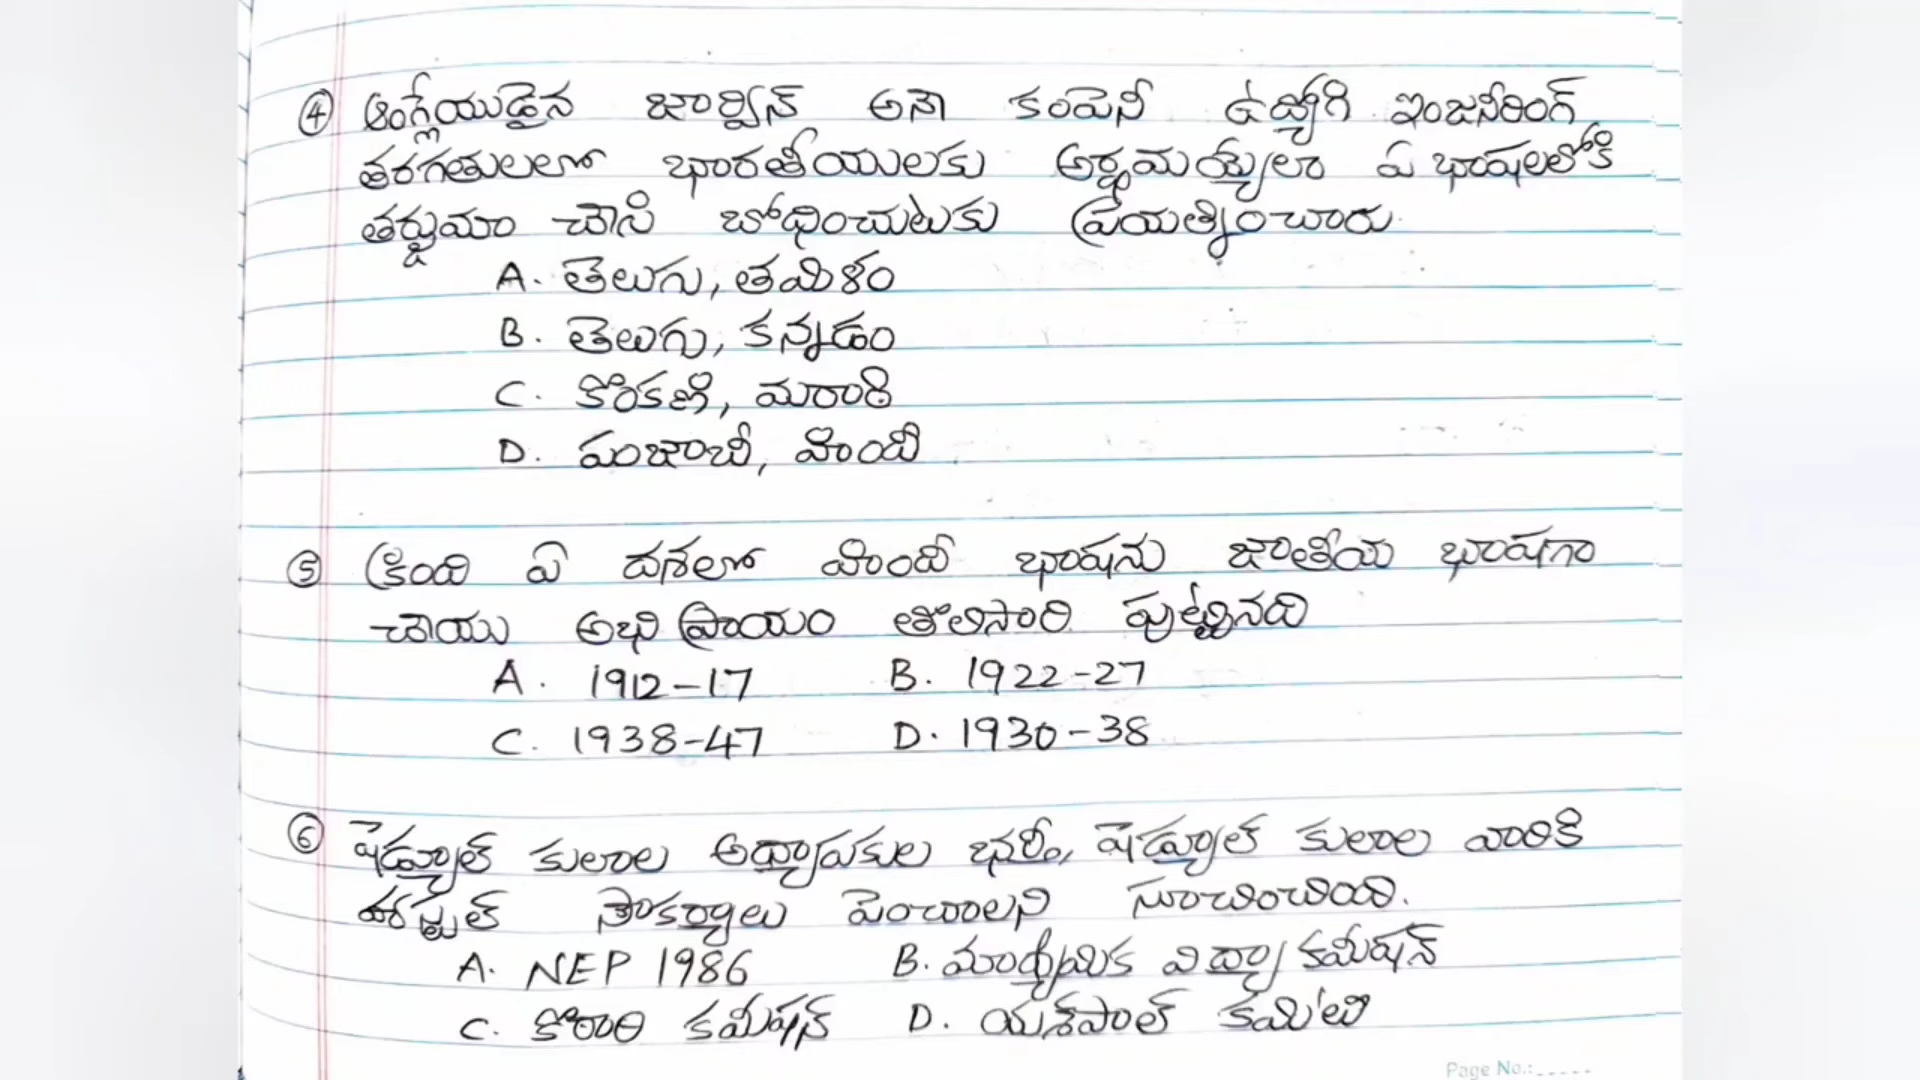 ④ ఆంగ్లేయుడైన జార్విన్ అనే కంపెనీ ఉద్యోగి ఇంజనీరింగ్
తరగతులలో భారతీయులకు అర్థమయ్యేలా ఏ భాషలలోకి
తర్జుమా చేసి బోధించుటకు ప్రయత్నించారు.
A. తెలుగు, తమిళం
B. తెలుగు, కన్నడం
C. కొంకణి, మరాఠి
D. పంజాబీ, హిందీ
⑤ క్రింది ఏ దశలో హిందీ భాషను జాతీయ భాషగా
చేయు అభిప్రాయం తొలిసారి పుట్టినది
A. 1912-17 B. 1922-27
C. 1938-47 D. 1930-38
⑥ షెడ్యూల్ కులాల అధ్యాపకుల భర్తీ, షెడ్యూల్ కులాల వారికి
హాస్టల్ సౌకర్యాలు పెంచాలని సూచించింది.
A. NEP 1986 B. మాధ్యమిక విద్యా కమీషన్
C. కొఠారి కమీషన్ D. యశ్‌పాల్ కమిటి
Page No.:.....